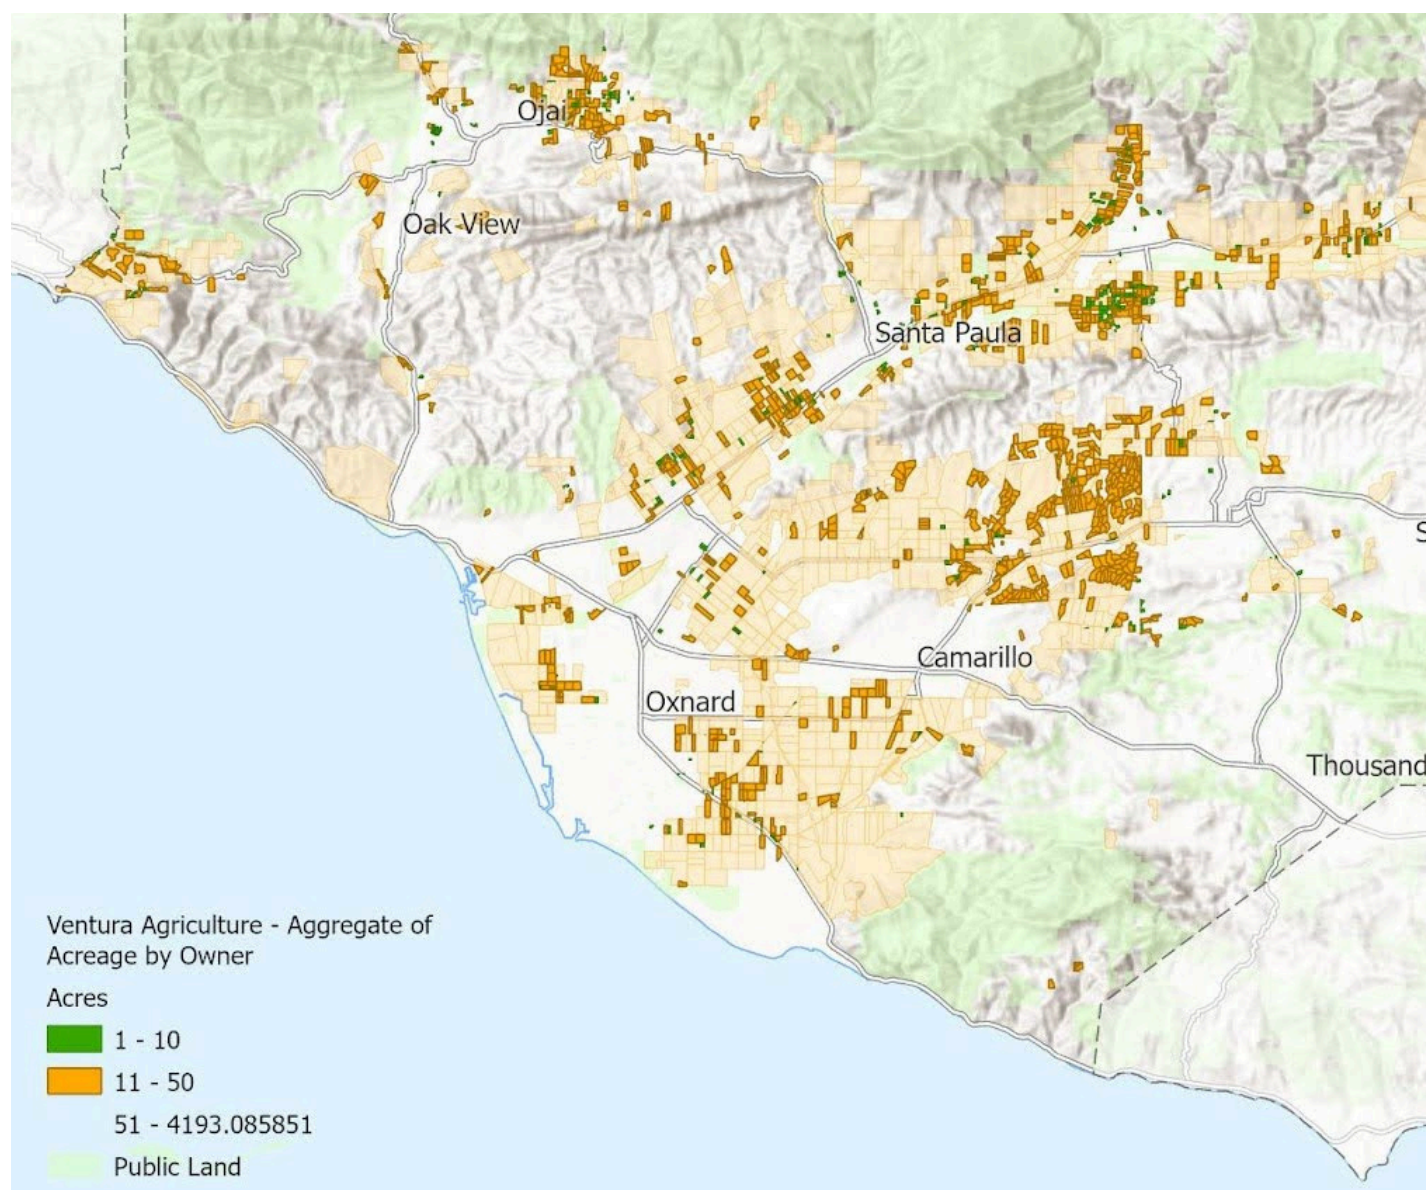 Ojai
Oak View
Santa Paula
S
Camarillo
Oxnard
Thousand
Ventura Agriculture - Aggregate of
Acreage by Owner
Acres
1 - 10
11 - 50
51 - 4193.085851
Public Land